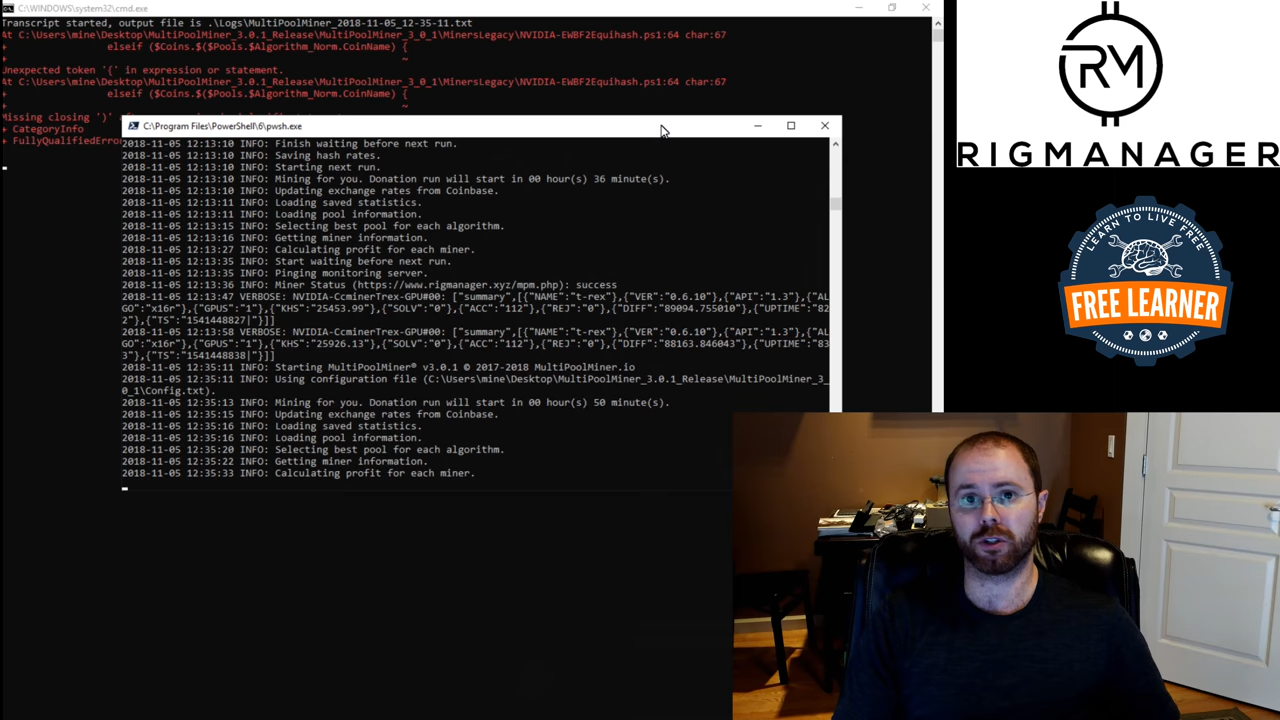 C:\WINDOWS\system32\cmd.exe
Transcript started, output file is .\Logs\MultiPoolMiner_2018-11-05_12-35-11.txt
At C:\Users\mine\Desktop\MultiPoolMiner_3.0.1_Release\MultiPoolMiner_3_0_1\MinersLegacy\NVIDIA-EWBF2Equihash.ps1:64 char:67
+ elseif ($Coins.$($Pools.$Algorithm_Norm.CoinName) {
+ ~
Unexpected token '{' in expression or statement.
At C:\Users\mine\Desktop\MultiPoolMiner_3.0.1_Release\MultiPoolMiner_3_0_1\MinersLegacy\NVIDIA-EWBF2Equihash.ps1:64 char:67
+ elseif ($Coins.$($Pools.$Algorithm_Norm.CoinName) {
+ ~
Missing closing ')'
+ CategoryInfo
+ FullyQualifiedErro
C:\Program Files\PowerShell\6\pwsh.exe
2018-11-05 12:13:10 INFO: Finish waiting before next run.
2018-11-05 12:13:10 INFO: Saving hash rates.
2018-11-05 12:13:10 INFO: Starting next run.
2018-11-05 12:13:10 INFO: Mining for you. Donation run will start in 00 hour(s) 36 minute(s).
2018-11-05 12:13:10 INFO: Updating exchange rates from Coinbase.
2018-11-05 12:13:11 INFO: Loading saved statistics.
2018-11-05 12:13:11 INFO: Loading pool information.
2018-11-05 12:13:15 INFO: Selecting best pool for each algorithm.
2018-11-05 12:13:16 INFO: Getting miner information.
2018-11-05 12:13:27 INFO: Calculating profit for each miner.
2018-11-05 12:13:35 INFO: Start waiting before next run.
2018-11-05 12:13:35 INFO: Pinging monitoring server.
2018-11-05 12:13:36 INFO: Miner Status (https://www.rigmanager.xyz/mpm.php): success
2018-11-05 12:13:47 VERBOSE: NVIDIA-CcminerTrex-GPU#00: ["summary",[{"NAME":"t-rex"},{"VER":"0.6.10"},{"API":"1.3"},{"AL
GO":"x16r"},{"GPUS":"1"},{"KHS":"25453.99"},{"SOLV":"0"},{"ACC":"112"},{"REJ":"0"},{"DIFF":"89094.755010"},{"UPTIME":"82
2"},{"TS":"1541448827|"}]]
2018-11-05 12:13:58 VERBOSE: NVIDIA-CcminerTrex-GPU#00: ["summary",[{"NAME":"t-rex"},{"VER":"0.6.10"},{"API":"1.3"},{"AL
GO":"x16r"},{"GPUS":"1"},{"KHS":"25926.13"},{"SOLV":"0"},{"ACC":"112"},{"REJ":"0"},{"DIFF":"88163.846043"},{"UPTIME":"83
3"},{"TS":"1541448838|"}]]
2018-11-05 12:35:11 INFO: Starting MultiPoolMiner® v3.0.1 © 2017-2018 MultiPoolMiner.io
2018-11-05 12:35:11 INFO: Using configuration file (C:\Users\mine\Desktop\MultiPoolMiner_3.0.1_Release\MultiPoolMiner_3_
0_1\Config.txt).
2018-11-05 12:35:13 INFO: Mining for you. Donation run will start in 00 hour(s) 50 minute(s).
2018-11-05 12:35:15 INFO: Updating exchange rates from Coinbase.
2018-11-05 12:35:16 INFO: Loading saved statistics.
2018-11-05 12:35:16 INFO: Loading pool information.
2018-11-05 12:35:20 INFO: Selecting best pool for each algorithm.
2018-11-05 12:35:22 INFO: Getting miner information.
2018-11-05 12:35:33 INFO: Calculating profit for each miner.
RM
RIGMANAGER
LEARN TO LIVE FREE
FREE LEARNER